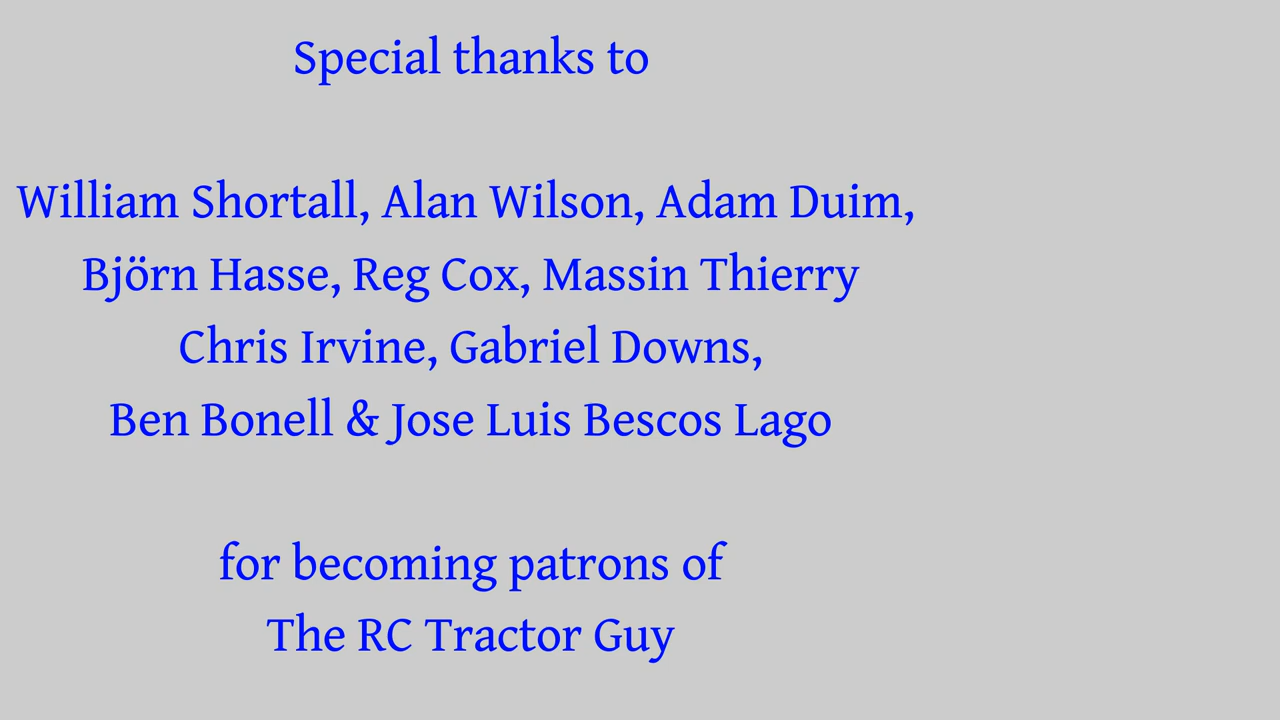 Special thanks to
William Shortall, Alan Wilson, Adam Duim,
Björn Hasse, Reg Cox, Massin Thierry
Chris Irvine, Gabriel Downs,
Ben Bonell & Jose Luis Bescos Lago
for becoming patrons of
The RC Tractor Guy